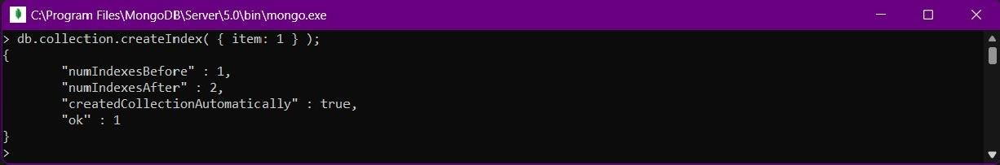 C:\Program Files\MongoDB\Server\5.0\bin\mongo.exe
> db.collection.createIndex( { item: 1 } );
{
        "numIndexesBefore" : 1,
        "numIndexesAfter" : 2,
        "createdCollectionAutomatically" : true,
        "ok" : 1
}
>